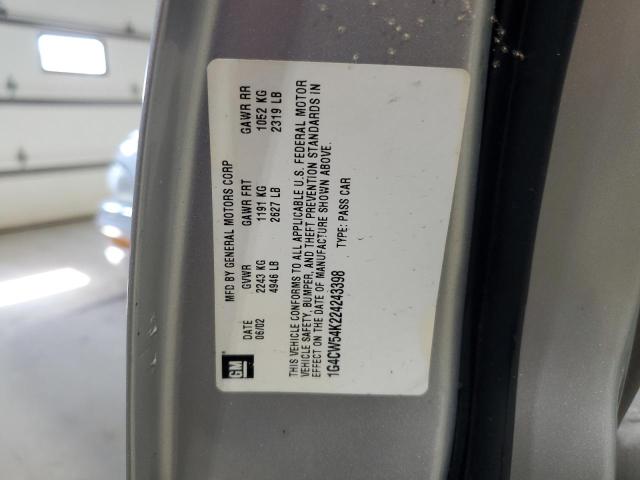 GM
MFD BY GENERAL MOTORS CORP
DATE GVWR GAWR FRT GAWR RR
06/02 2243 KG 1191 KG 1052 KG
4946 LB 2627 LB 2319 LB
THIS VEHICLE CONFORMS TO ALL APPLICABLE U.S. FEDERAL MOTOR
VEHICLE SAFETY, BUMPER, AND THEFT PREVENTION STANDARDS IN
EFFECT ON THE DATE OF MANUFACTURE SHOWN ABOVE.
1G4CW54K224243398 TYPE: PASS CAR